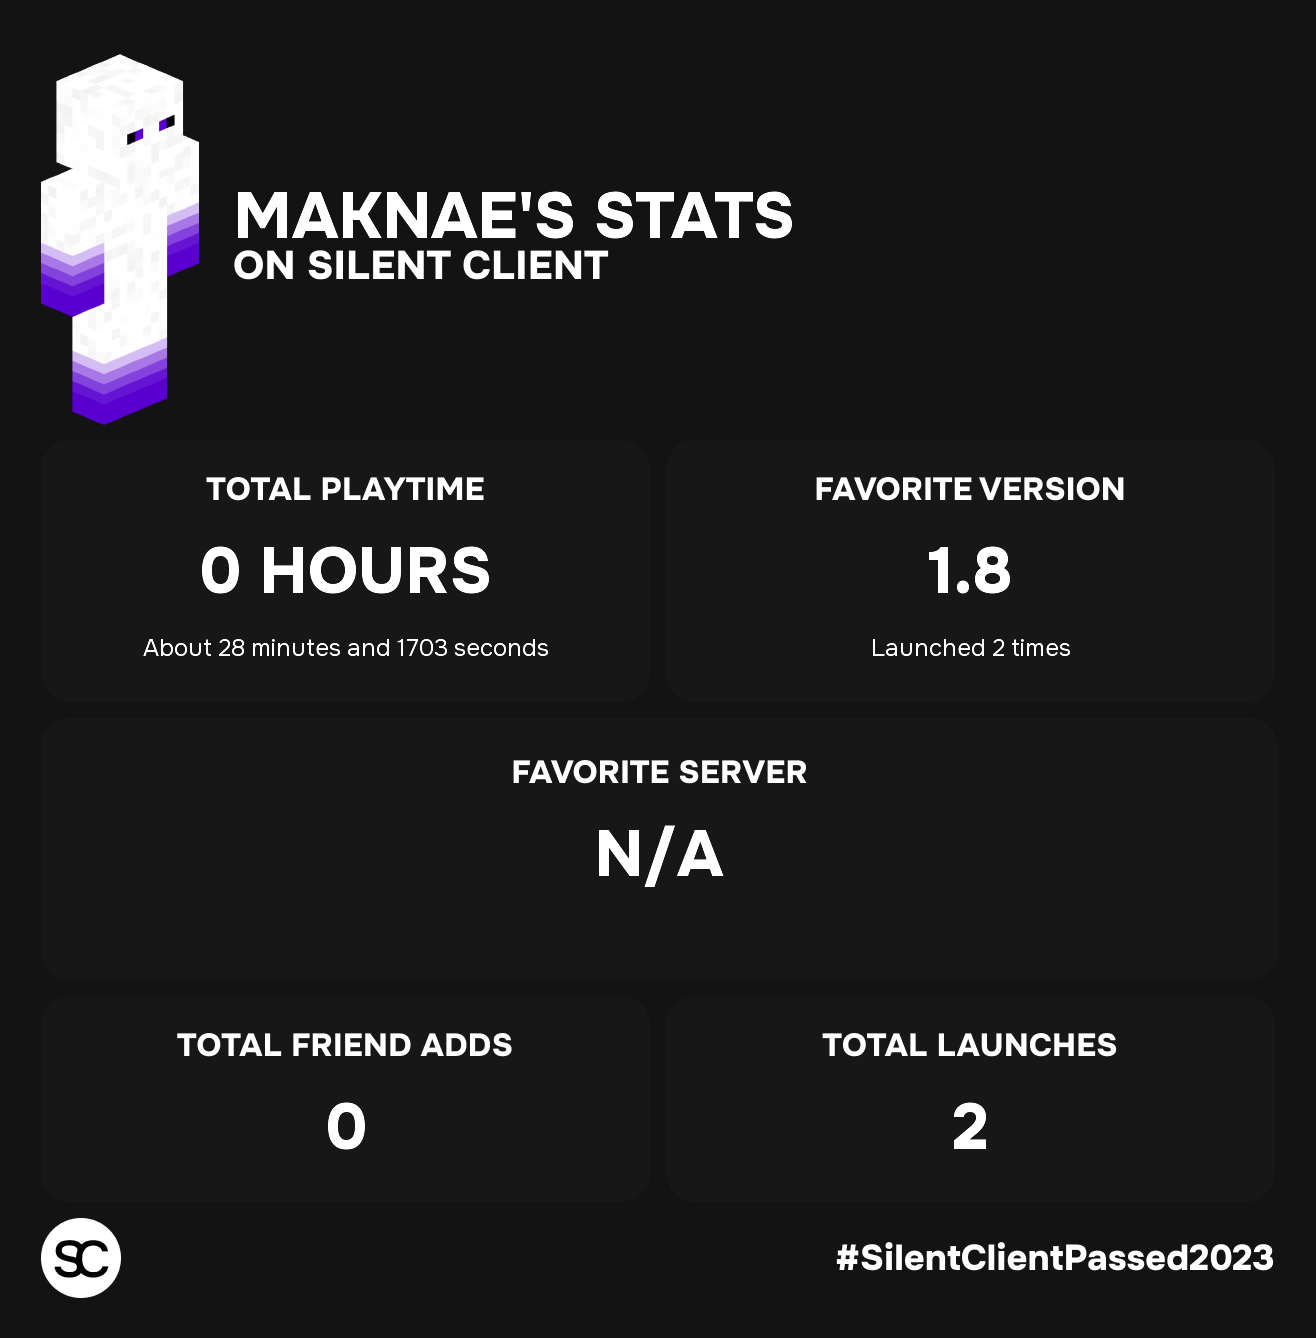 MAKNAE'S STATS
ON SILENT CLIENT
TOTAL PLAYTIME
0 HOURS
About 28 minutes and 1703 seconds
FAVORITE VERSION
1.8
Launched 2 times
FAVORITE SERVER
N/A
TOTAL FRIEND ADDS
0
TOTAL LAUNCHES
2
SC
#SilentClientPassed2023